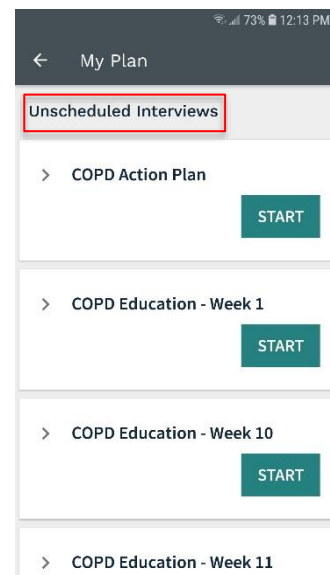 73% 12:13 PM
My Plan
Unscheduled Interviews
COPD Action Plan
START
COPD Education - Week 1
START
COPD Education - Week 10
START
COPD Education - Week 11